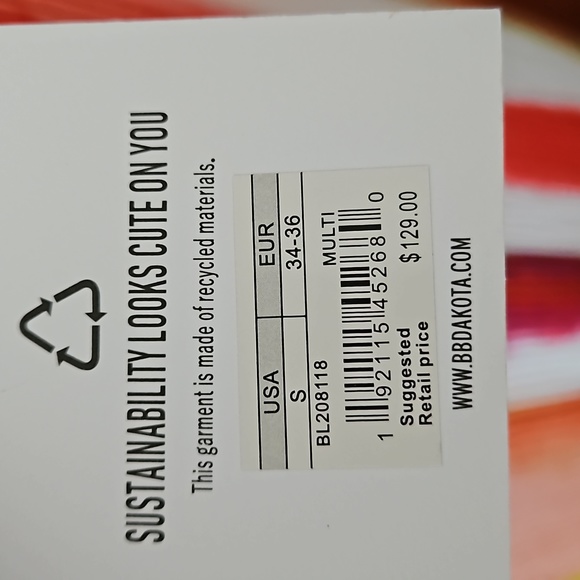 SUSTAINABILITY LOOKS CUTE ON YOU
This garment is made of recycled materials.
USA EUR
S 34-36
BL208118 MULTI
1 92115 45268 0
Suggested
Retail price $129.00
WWW.BBDAKOTA.COM